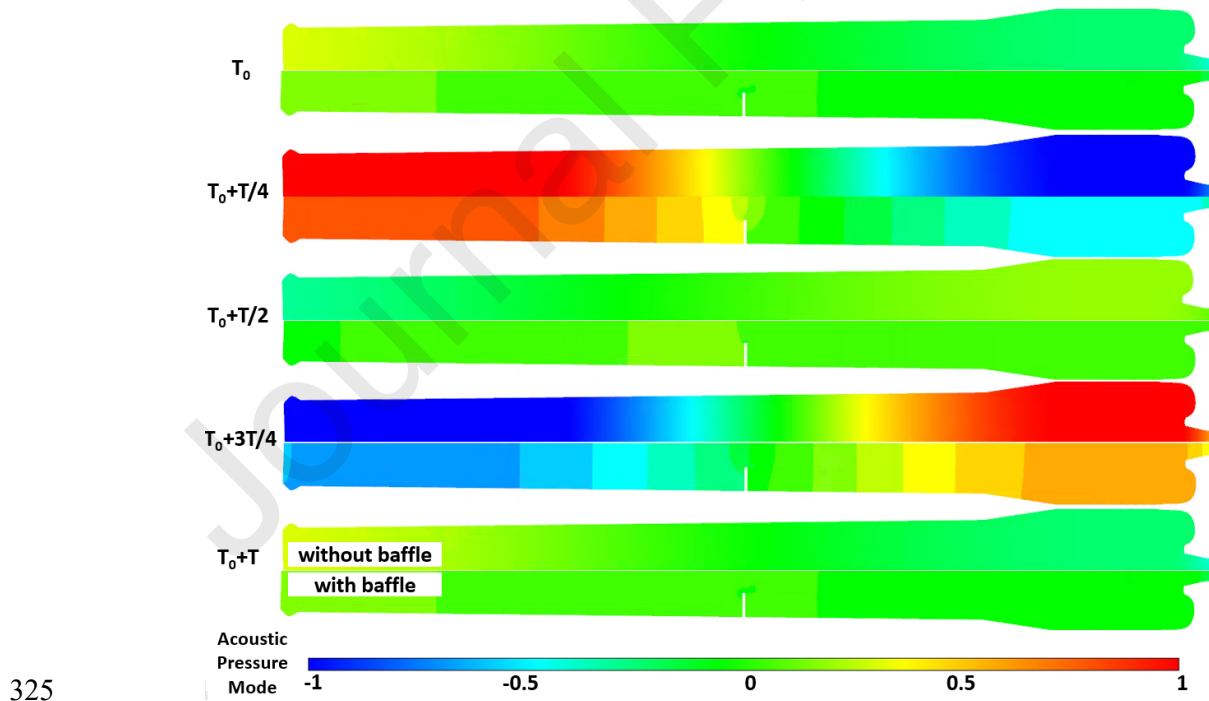 Journal P
T₀
T₀+T/4
T₀+T/2
T₀+3T/4
T₀+T
without baffle
with baffle
Acoustic
Pressure
Mode
-1 -0.5 0 0.5 1
325